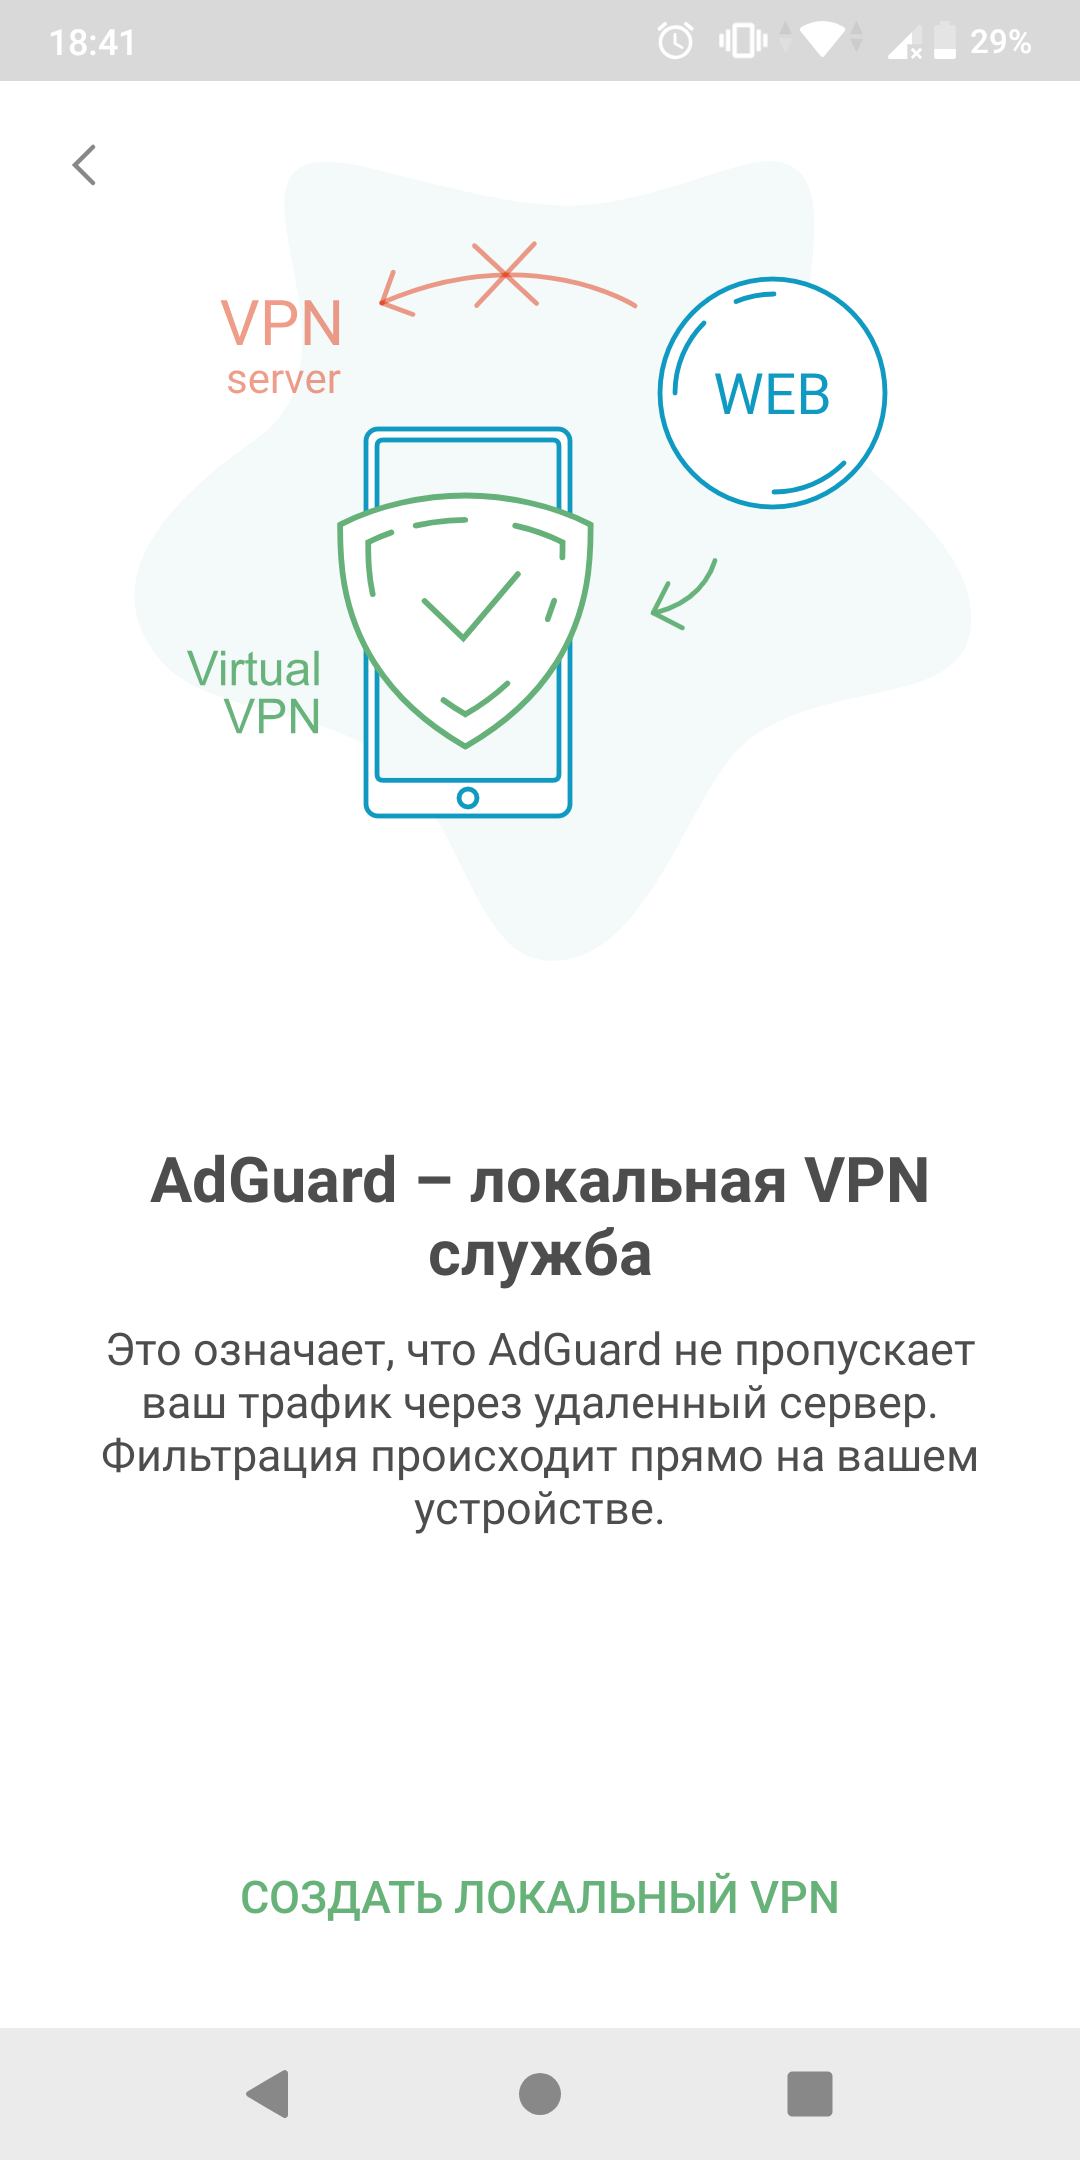 18:41
29%
VPN
server
WEB
Virtual
VPN
AdGuard – локальная VPN
служба
Это означает, что AdGuard не пропускает
ваш трафик через удаленный сервер.
Фильтрация происходит прямо на вашем
устройстве.
СОЗДАТЬ ЛОКАЛЬНЫЙ VPN